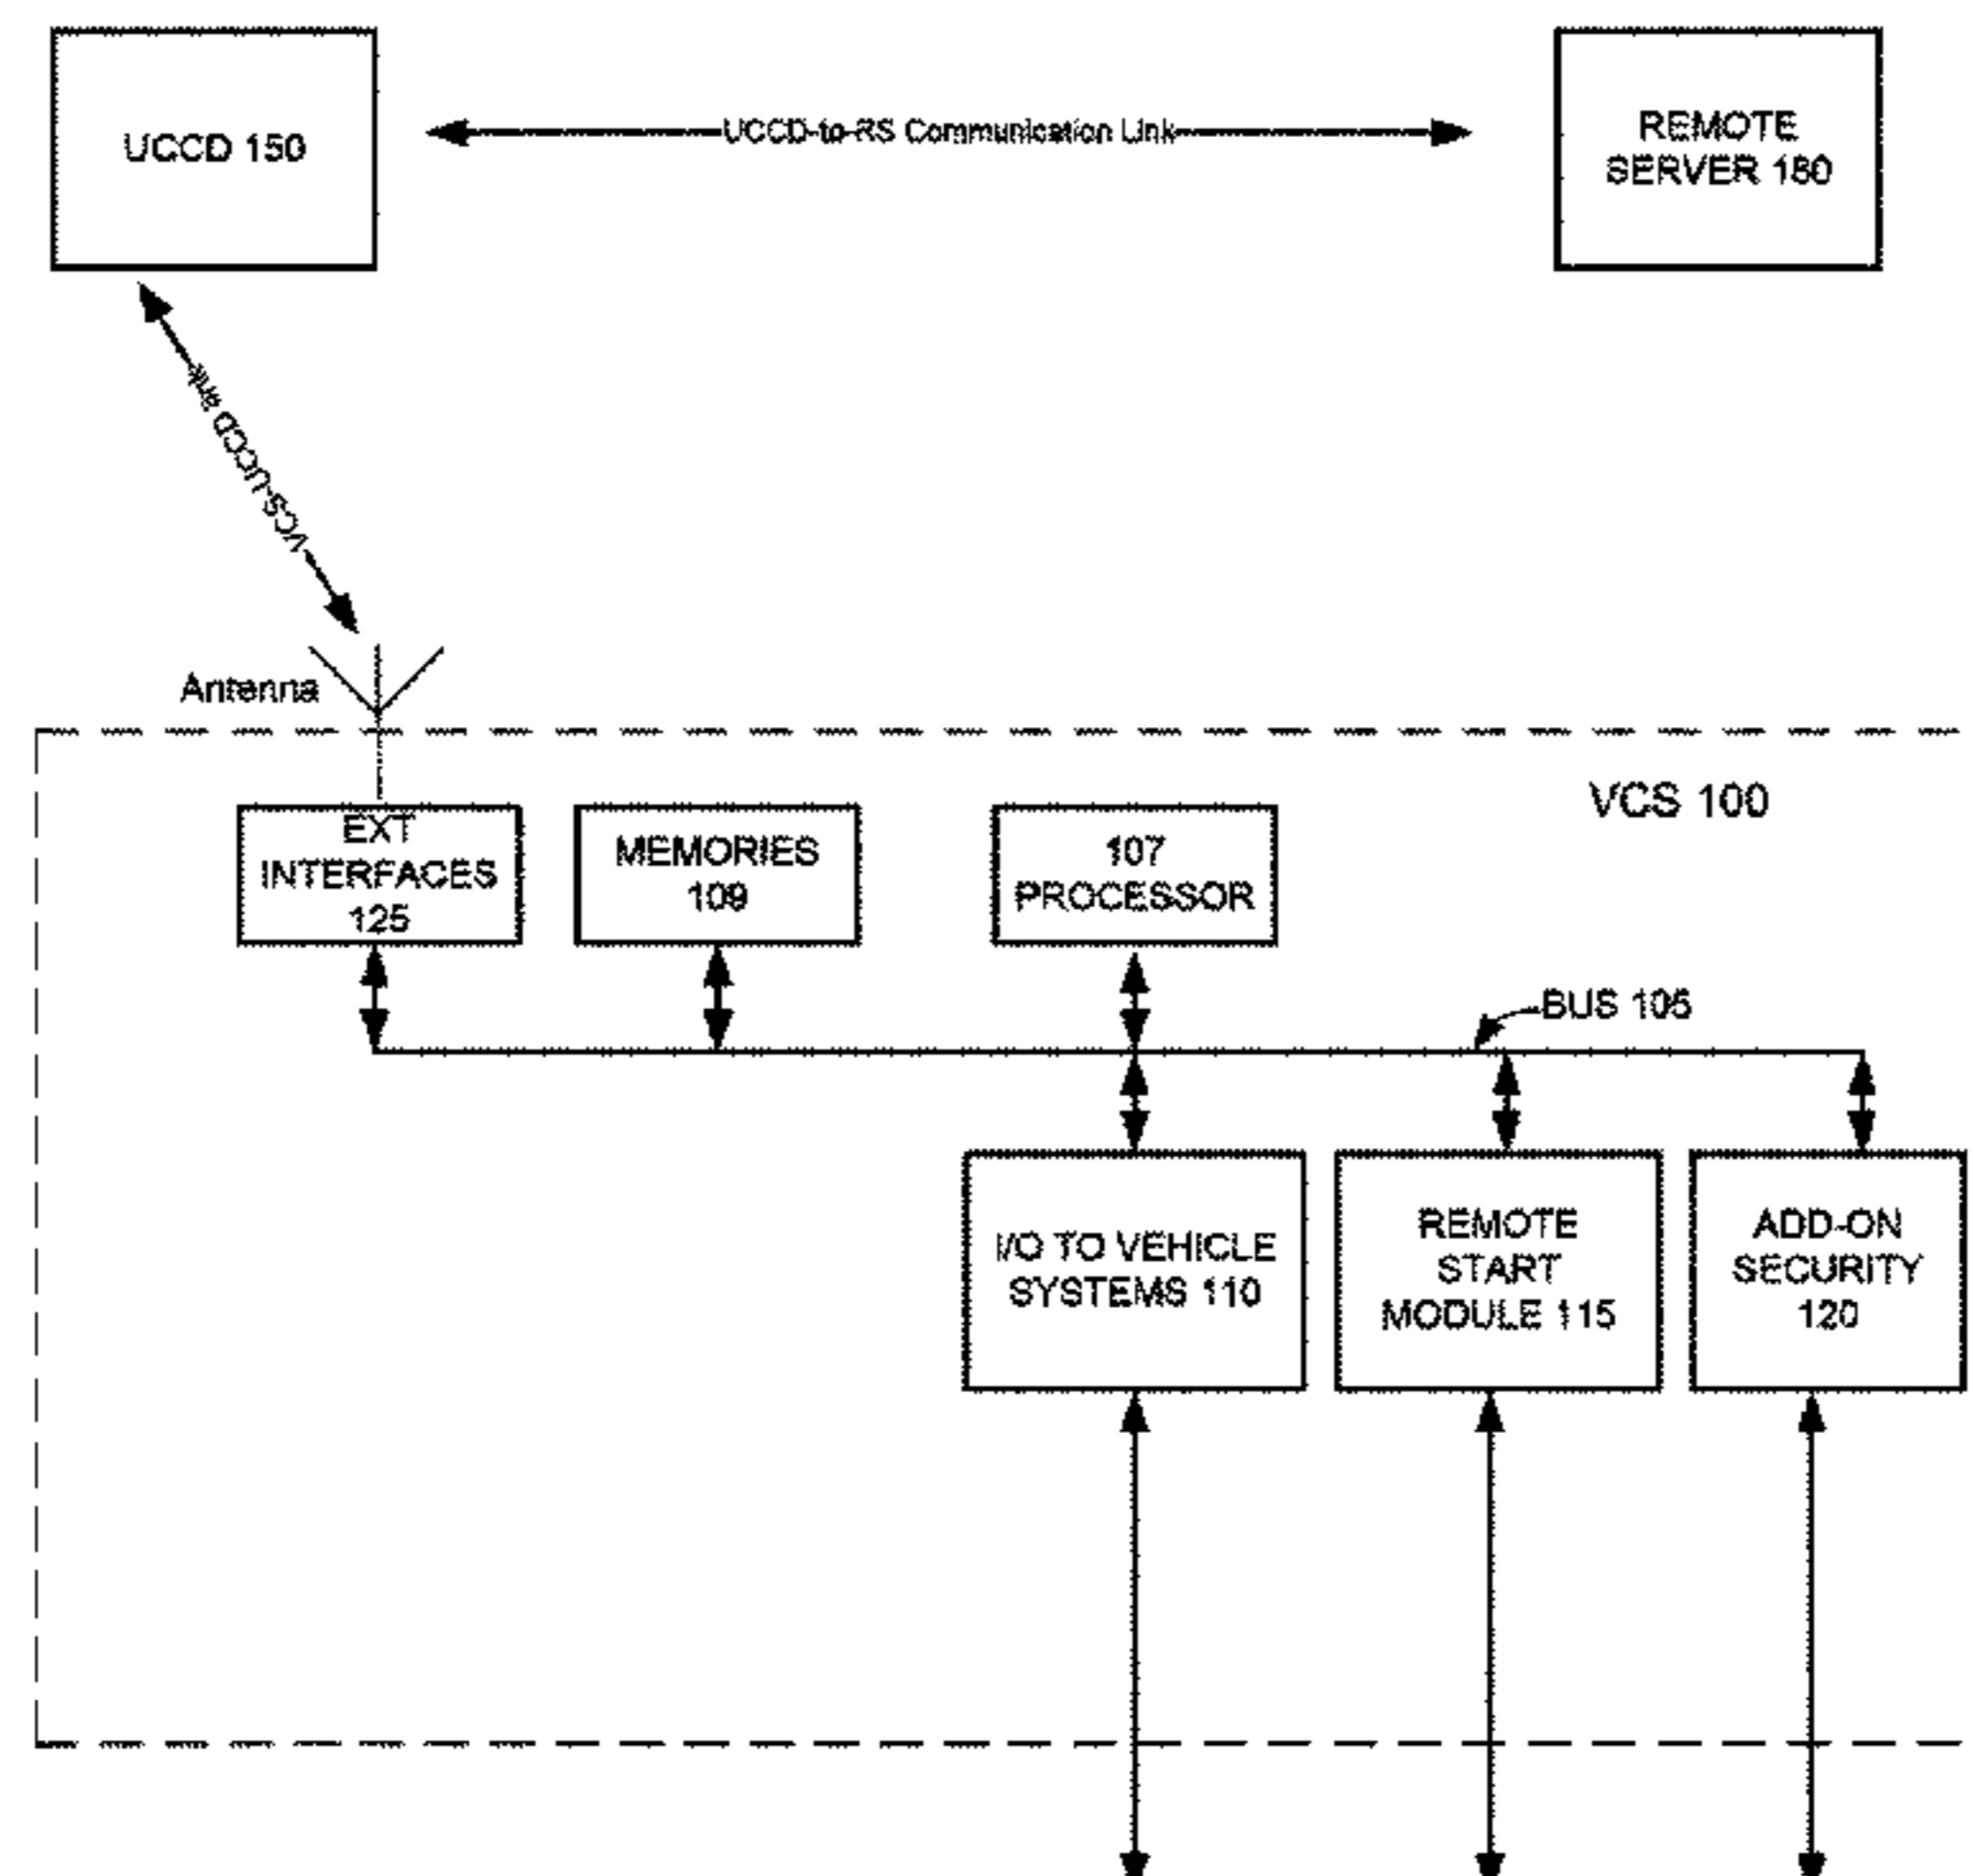 UCCD 150
UCCD-to-RS Communication Link
REMOTE
SERVER 180
VCS-UCCD link
Antenna
VCS 100
EXT
INTERFACES
125
MEMORIES
109
107
PROCESSOR
BUS 105
I/O TO VEHICLE
SYSTEMS 110
REMOTE
START
MODULE 115
ADD-ON
SECURITY
120